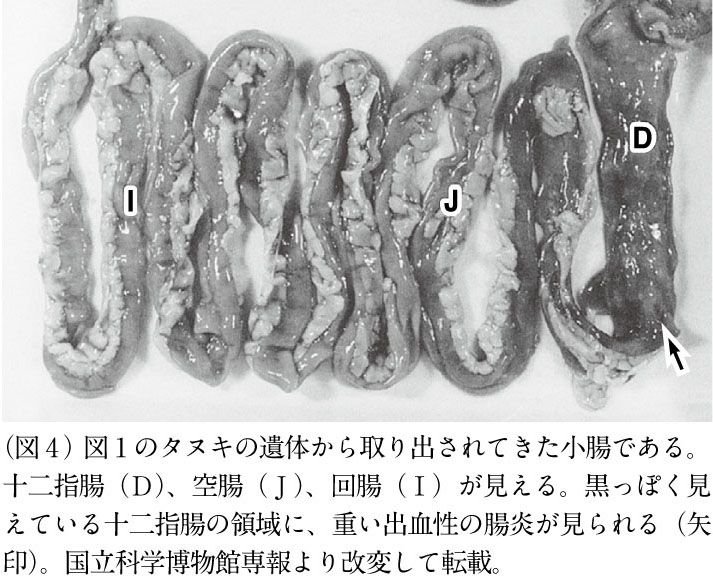 I
J
D
(図4) 図1のタヌキの遺体から取り出されてきた小腸である。
十二指腸（D）、空腸（J）、回腸（I）が見える。黒っぽく見
えている十二指腸の領域に、重い出血性の腸炎が見られる（矢
印）。国立科学博物館専報より改変して転載。